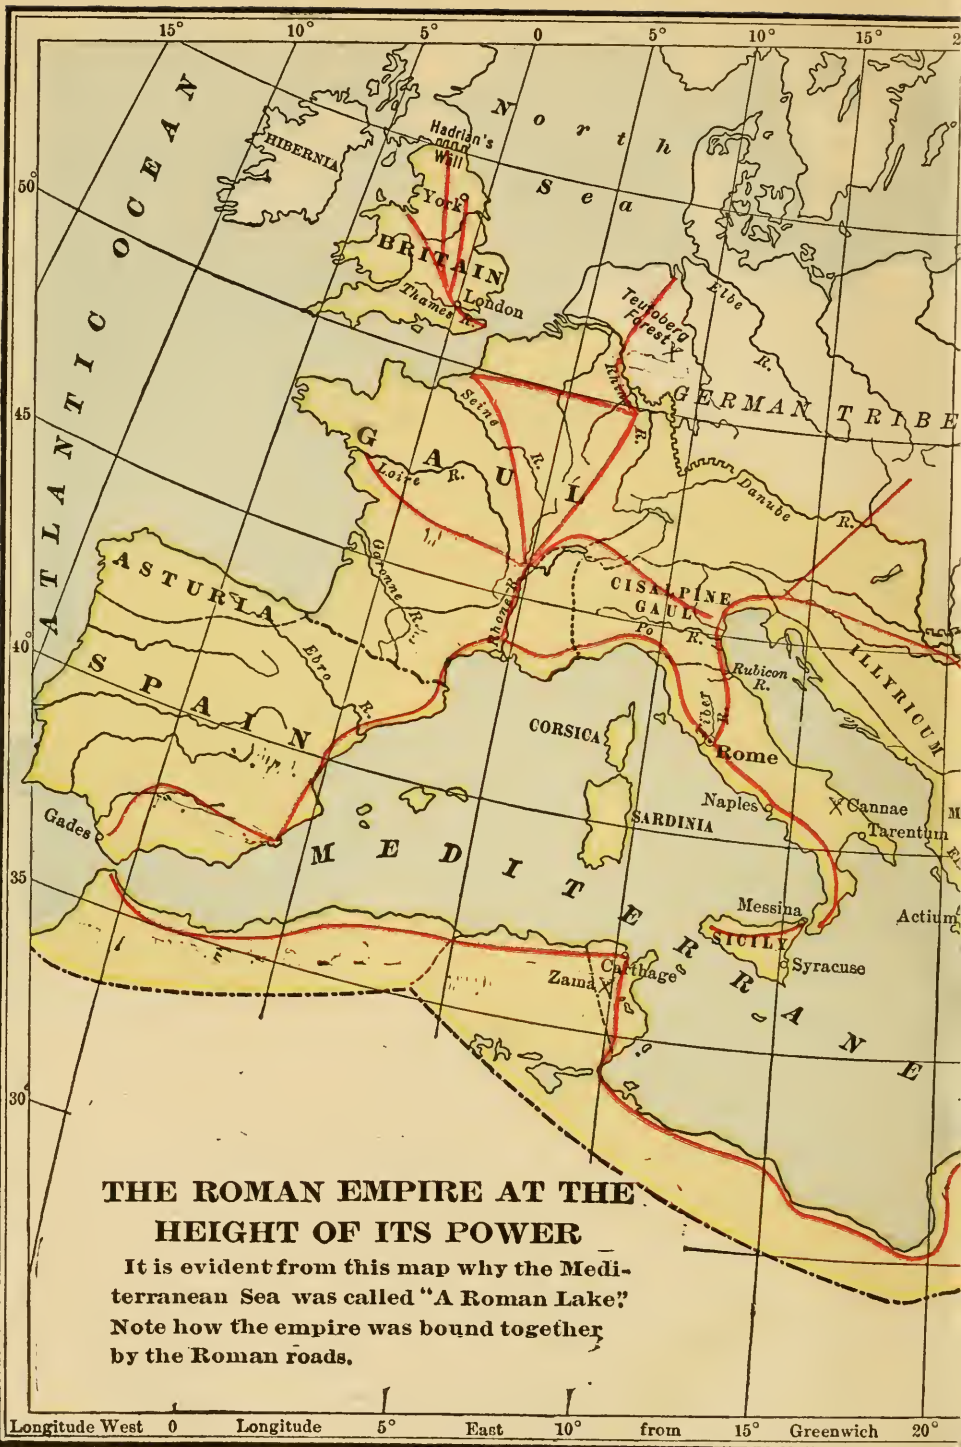 15° 10° 5° 0 5° 10° 15° 2
50°
45
40°
35
30°
ATLANTIC OCEAN
North
Sea
HIBERNIA
Hadrian's
Wall
York
BRITAIN
Thames R.
London
Teutoberg
Forest
Elbe
R.
Rhine
R.
GERMAN TRIBE
Seine
R.
GAUL
Loire R.
Danube
R.
Garonne R.
Rhone R.
CISALPINE
GAUL
Po
R.
ASTURIA
Ebro
R.
SPAIN
ILLYRICUM
Rubicon
R.
Tiber
R.
CORSICA
Rome
Gades
Naples
SARDINIA
Cannae
Tarentum
M
MEDITERRANE
Messina
SICILY
Actium
Syracuse
Carthage
Zama
THE ROMAN EMPIRE AT THE
HEIGHT OF ITS POWER
It is evident from this map why the Medi-
terranean Sea was called "A Roman Lake."
Note how the empire was bound together
by the Roman roads.
Longitude West 0 Longitude 5° East 10° from 15° Greenwich 20°